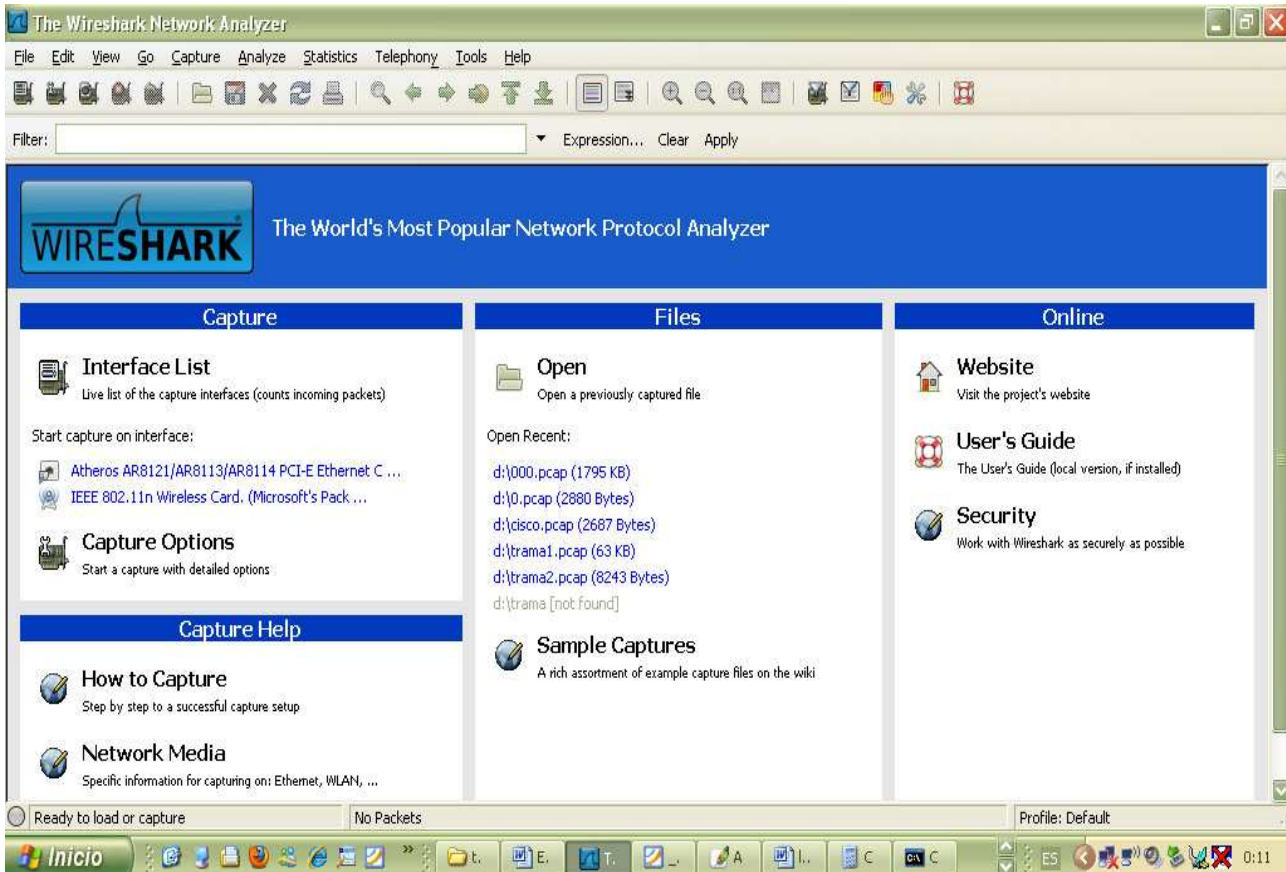 The Wireshark Network Analyzer
File Edit View Go Capture Analyze Statistics Telephony Tools Help
Filter: Expression... Clear Apply
WIRESHARK
The World's Most Popular Network Protocol Analyzer
Capture
Interface List
Live list of the capture interfaces (counts incoming packets)
Start capture on interface:
Atheros AR8121/AR8113/AR8114 PCI-E Ethernet C ...
IEEE 802.11n Wireless Card. (Microsoft's Pack ...
Capture Options
Start a capture with detailed options
Capture Help
How to Capture
Step by step to a successful capture setup
Network Media
Specific information for capturing on: Ethernet, WLAN, ...
Files
Open
Open a previously captured file
Open Recent:
d:\000.pcap (1795 KB)
d:\0.pcap (2880 Bytes)
d:\cisco.pcap (2687 Bytes)
d:\trama1.pcap (63 KB)
d:\trama2.pcap (8243 Bytes)
d:\trama [not found]
Sample Captures
A rich assortment of example capture files on the wiki
Online
Website
Visit the project's website
User's Guide
The User's Guide (local version, if installed)
Security
Work with Wireshark as securely as possible
Ready to load or capture No Packets Profile: Default
Inicio » t. E. T. _. A I.. C C ES 0:11